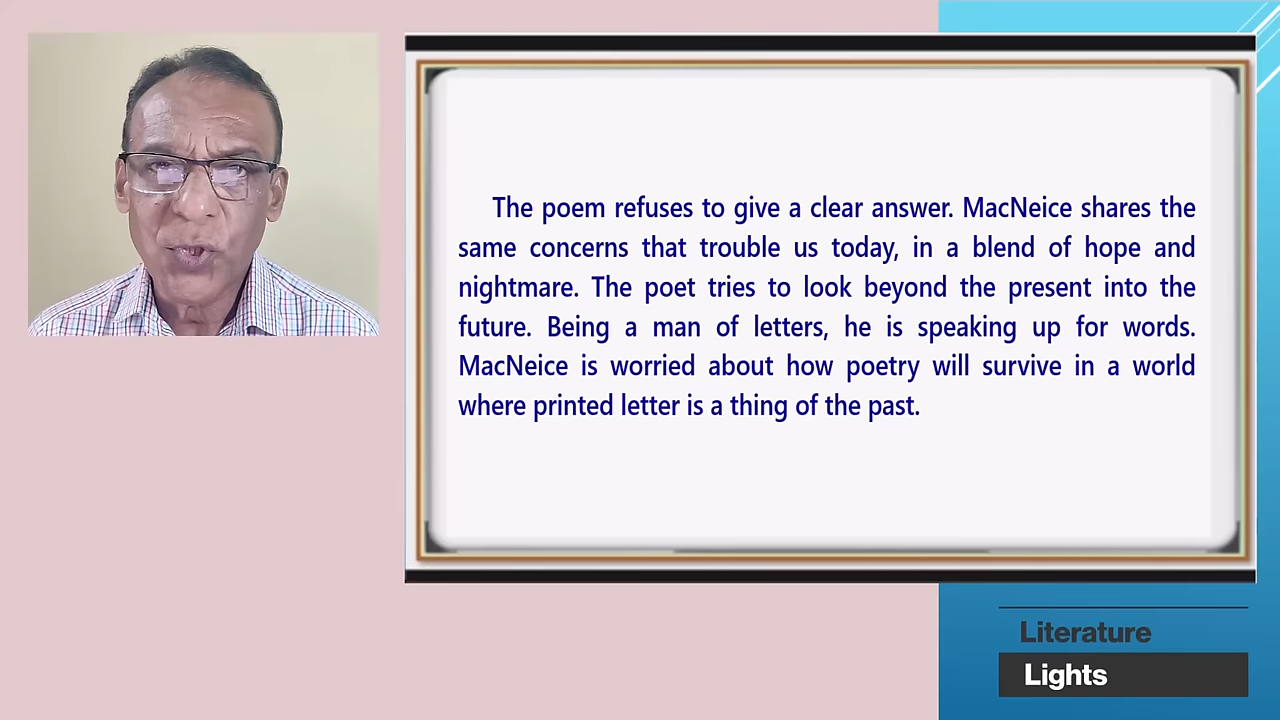 The poem refuses to give a clear answer. MacNeice shares the
same concerns that trouble us today, in a blend of hope and
nightmare. The poet tries to look beyond the present into the
future. Being a man of letters, he is speaking up for words.
MacNeice is worried about how poetry will survive in a world
where printed letter is a thing of the past.
Literature
Lights